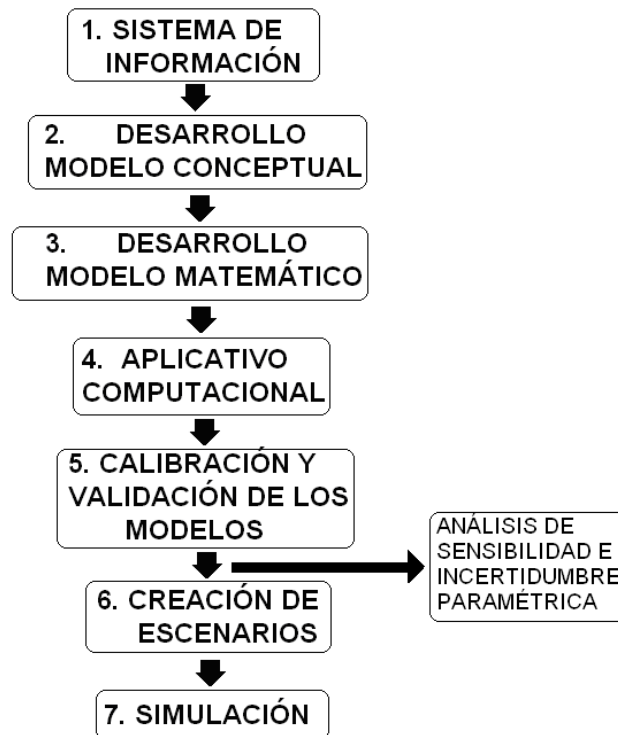 1. SISTEMA DE
INFORMACIÓN
2. DESARROLLO
MODELO CONCEPTUAL
3. DESARROLLO
MODELO MATEMÁTICO
4. APLICATIVO
COMPUTACIONAL
5. CALIBRACIÓN Y
VALIDACIÓN DE LOS
MODELOS
ANÁLISIS DE
SENSIBILIDAD E
INCERTIDUMBRE
PARAMÉTRICA
6. CREACIÓN DE
ESCENARIOS
7. SIMULACIÓN